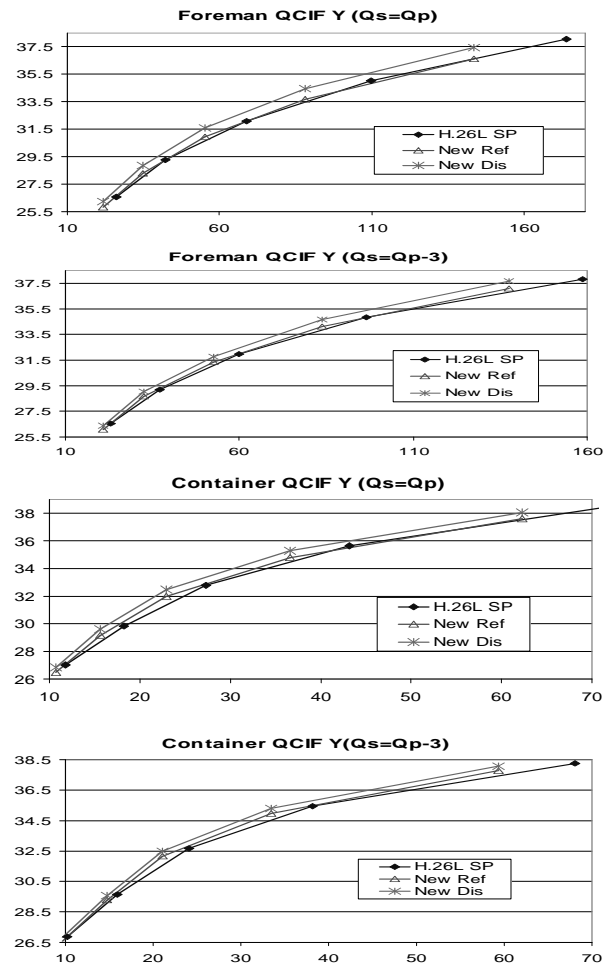 Foreman QCIF Y (Qs=Qp)
37.5
35.5
33.5
31.5
29.5
27.5
25.5
H.26L SP
New Ref
New Dis
10 60 110 160
Foreman QCIF Y (Qs=Qp-3)
37.5
35.5
33.5
31.5
29.5
27.5
25.5
H.26L SP
New Ref
New Dis
10 60 110 160
Container QCIF Y (Qs=Qp)
38
36
34
32
30
28
26
H.26L SP
New Ref
New Dis
10 20 30 40 50 60 70
Container QCIF Y(Qs=Qp-3)
38.5
36.5
34.5
32.5
30.5
28.5
26.5
H.26L SP
New Ref
New Dis
10 20 30 40 50 60 70